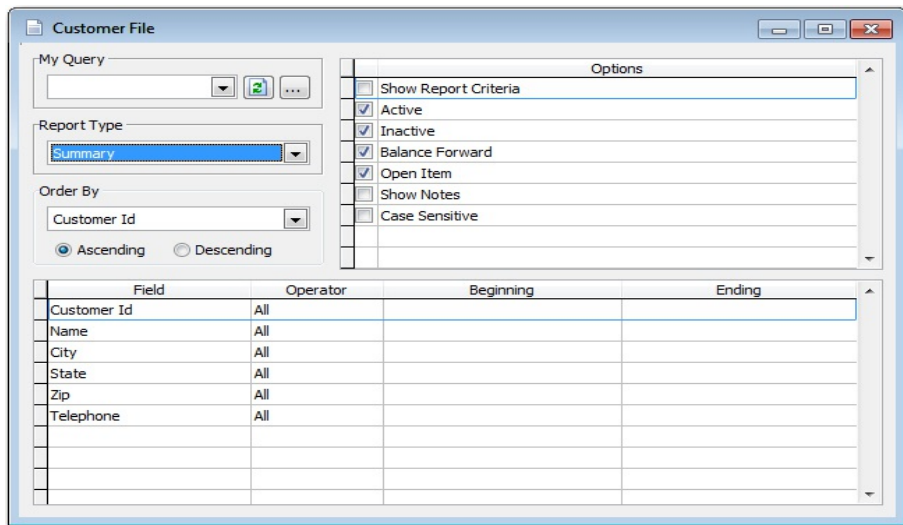 Customer File
My Query
...
Report Type
Summary
Order By
Customer Id
Ascending Descending
Options
Show Report Criteria
Active
Inactive
Balance Forward
Open Item
Show Notes
Case Sensitive
Field Operator Beginning Ending
Customer Id All
Name All
City All
State All
Zip All
Telephone All